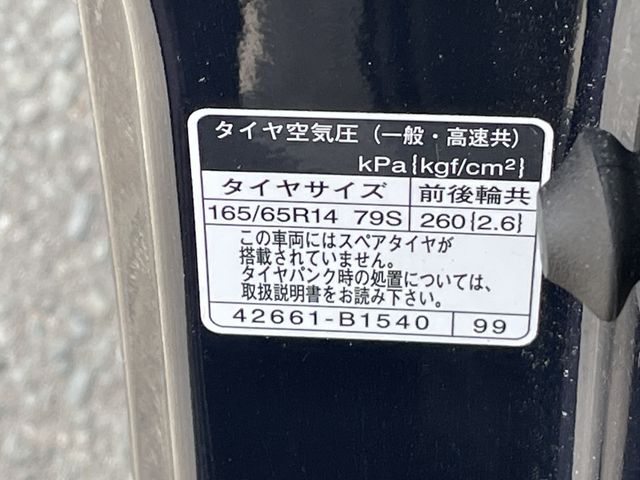 タイヤ空気圧（一般・高速共）
kPa{kgf/cm²}
タイヤサイズ 前後輪共
165/65R14 79S 260{2.6}
この車両にはスペアタイヤが
搭載されていません。
タイヤパンク時の処置については、
取扱説明書をお読み下さい。
42661-B1540 99